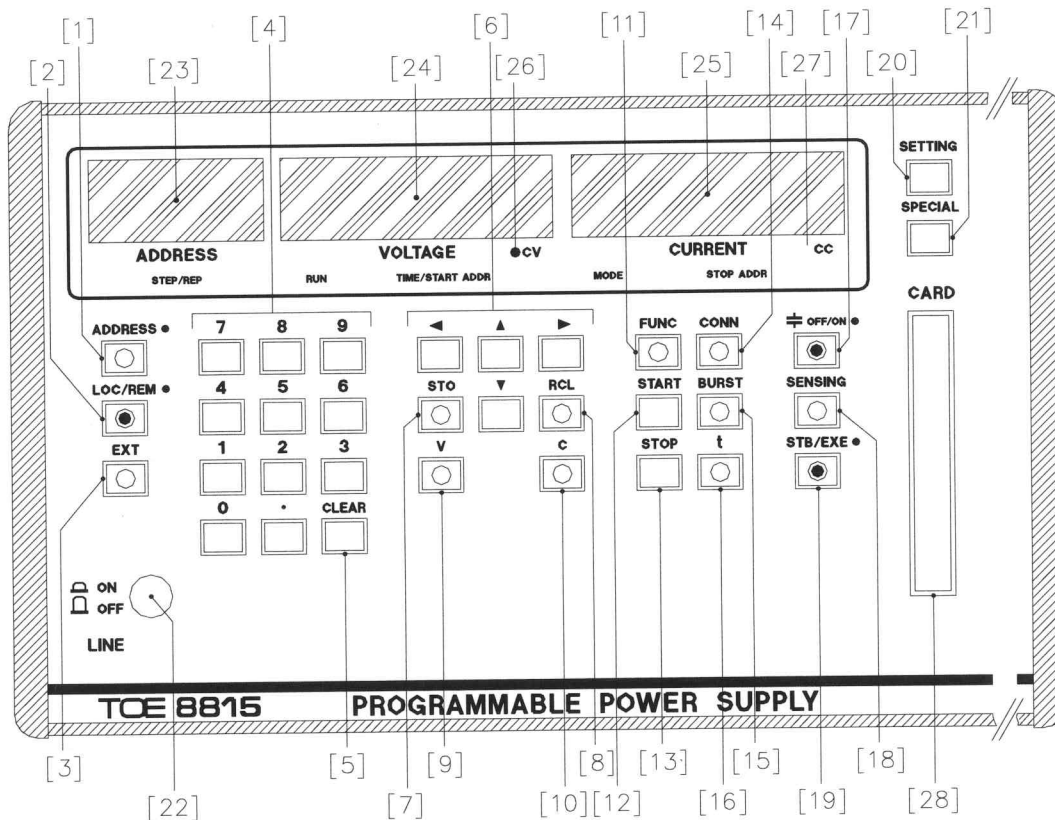 [1] [4] [6] [11] [14] [17]
[2] [23] [24] [26] [25] [27] [20] [21]
SETTING
SPECIAL
ADDRESS VOLTAGE ●CV CURRENT CC
STEP/REP RUN TIME/START ADDR MODE STOP ADDR
CARD
ADDRESS ● 7 8 9 ◄ ▲ ► FUNC CONN OFF/ON ●
LOC/REM ● 4 5 6 STO ▼ RCL START BURST SENSING
EXT 1 2 3 V C STOP t STB/EXE ●
0 . CLEAR
ON
OFF
LINE
TOE 8815 PROGRAMMABLE POWER SUPPLY
[3] [5] [9] [8] [13] [15] [18]
[22] [7] [10] [12] [16] [19] [28]